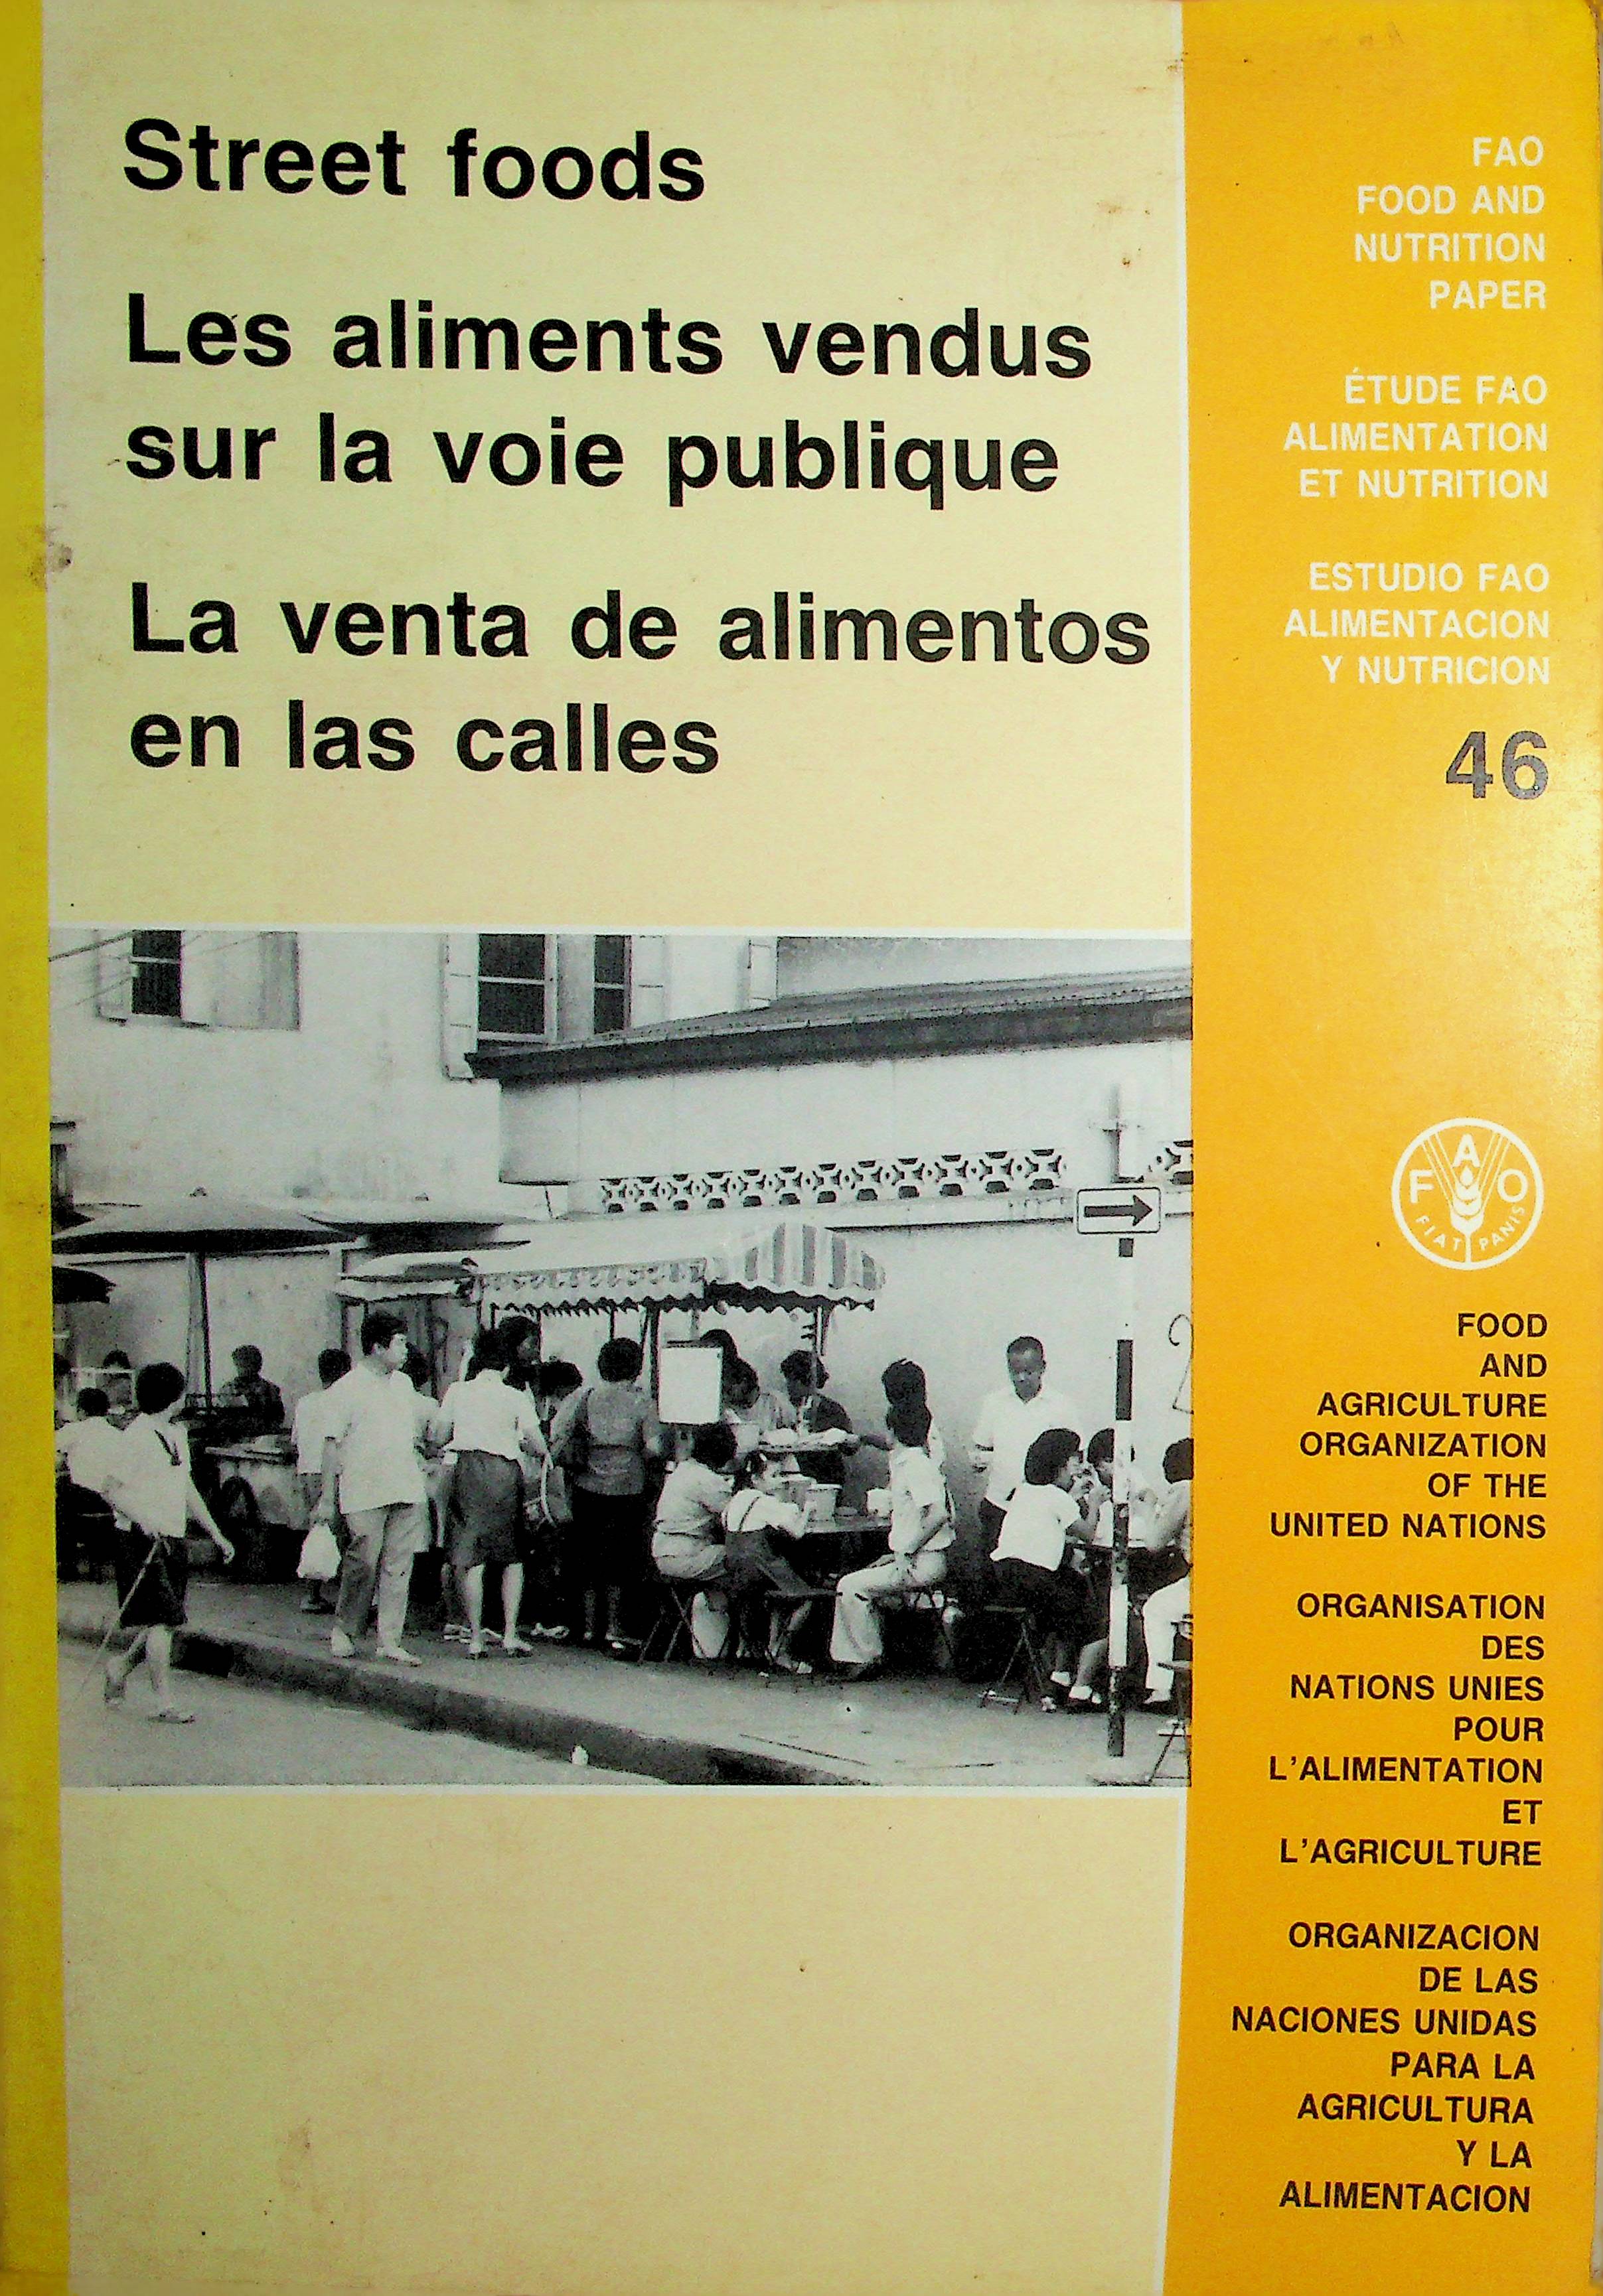 Street foods
Les aliments vendus
sur la voie publique
La venta de alimentos
en las calles
FAO
FOOD AND
NUTRITION
PAPER
ÉTUDE FAO
ALIMENTATION
ET NUTRITION
ESTUDIO FAO
ALIMENTACION
Y NUTRICION
46
F A O
FIAT PANIS
FOOD
AND
AGRICULTURE
ORGANIZATION
OF THE
UNITED NATIONS
ORGANISATION
DES
NATIONS UNIES
POUR
L'ALIMENTATION
ET
L'AGRICULTURE
ORGANIZACION
DE LAS
NACIONES UNIDAS
PARA LA
AGRICULTURA
Y LA
ALIMENTACION